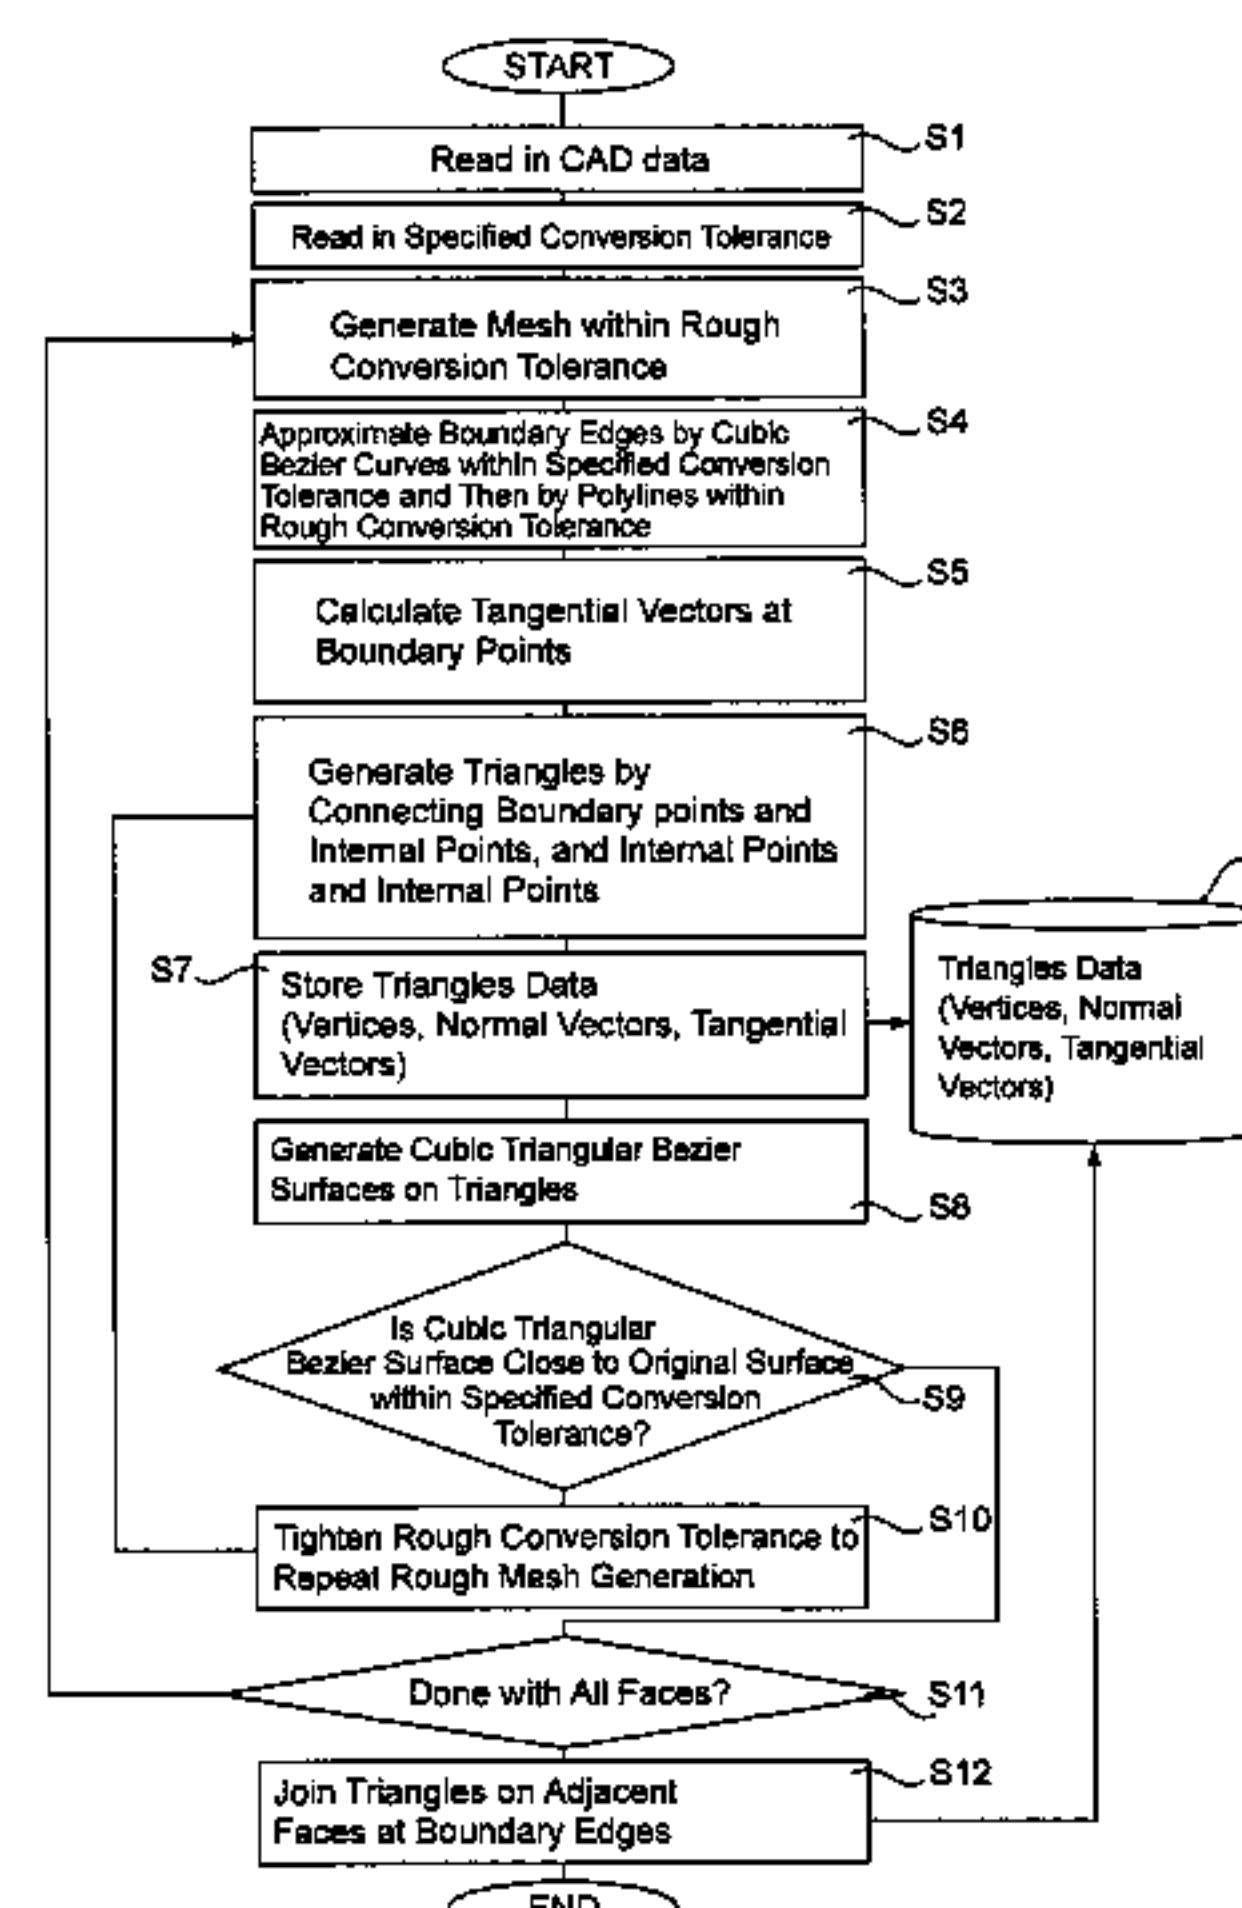 START
Read in CAD data
S1
Read in Specified Conversion Tolerance
S2
Generate Mesh within Rough
Conversion Tolerance
S3
Approximate Boundary Edges by Cubic
Bezier Curves within Specified Conversion
Tolerance and Then by Polylines within
Rough Conversion Tolerance
S4
Calculate Tangential Vectors at
Boundary Points
S5
Generate Triangles by
Connecting Boundary points and
Internal Points, and Internal Points
and Internal Points
S6
S7
Store Triangles Data
(Vertices, Normal Vectors, Tangential
Vectors)
Triangles Data
(Vertices, Normal
Vectors, Tangential
Vectors)
Generate Cubic Triangular Bezier
Surfaces on Triangles
S8
Is Cubic Triangular
Bezier Surface Close to Original Surface
within Specified Conversion
Tolerance?
S9
Tighten Rough Conversion Tolerance to
Repeat Rough Mesh Generation
S10
Done with All Faces?
S11
Join Triangles on Adjacent
Faces at Boundary Edges
S12
END